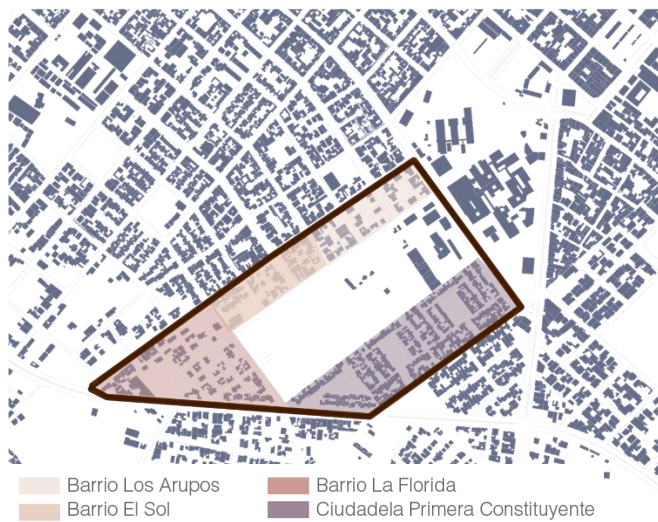 Barrio Los Arupos
Barrio El Sol
Barrio La Florida
Ciudadela Primera Constituyente